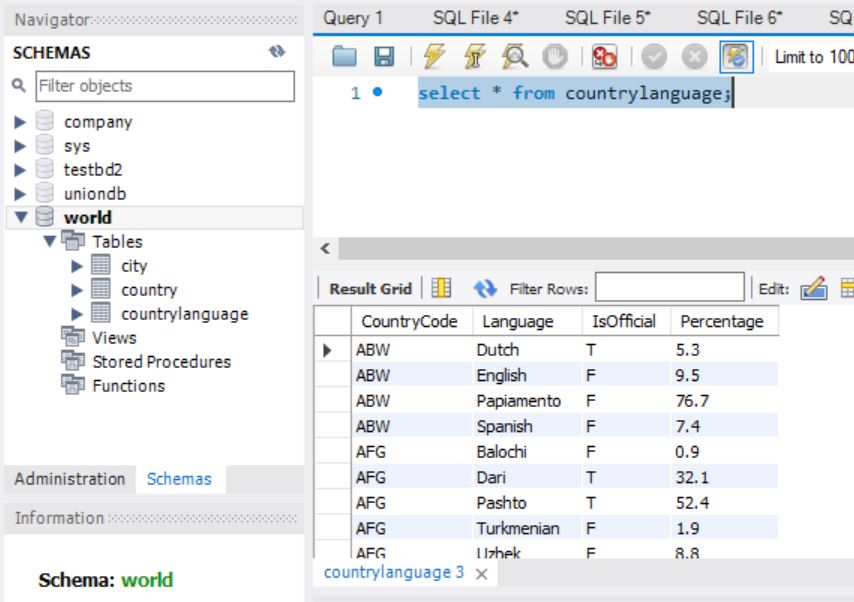 Navigator
SCHEMAS
Filter objects
company
sys
testbd2
uniondb
world
Tables
city
country
countrylanguage
Views
Stored Procedures
Functions
Administration Schemas
Information
Schema: world
Query 1 SQL File 4* SQL File 5* SQL File 6* SQ
Limit to 100
1 select * from countrylanguage;
Result Grid Filter Rows: Edit:
CountryCode Language IsOfficial Percentage
ABW Dutch T 5.3
ABW English F 9.5
ABW Papiamento F 76.7
ABW Spanish F 7.4
AFG Balochi F 0.9
AFG Dari T 32.1
AFG Pashto T 52.4
AFG Turkmenian F 1.9
AFG Uzbek F 8.8
countrylanguage 3